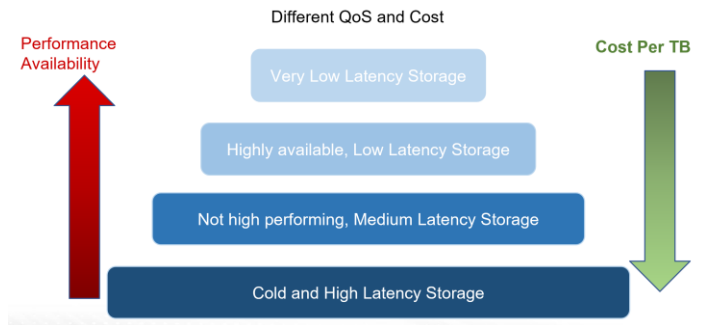 Different QoS and Cost
Performance
Availability
Cost Per TB
Very Low Latency Storage
Highly available, Low Latency Storage
Not high performing, Medium Latency Storage
Cold and High Latency Storage